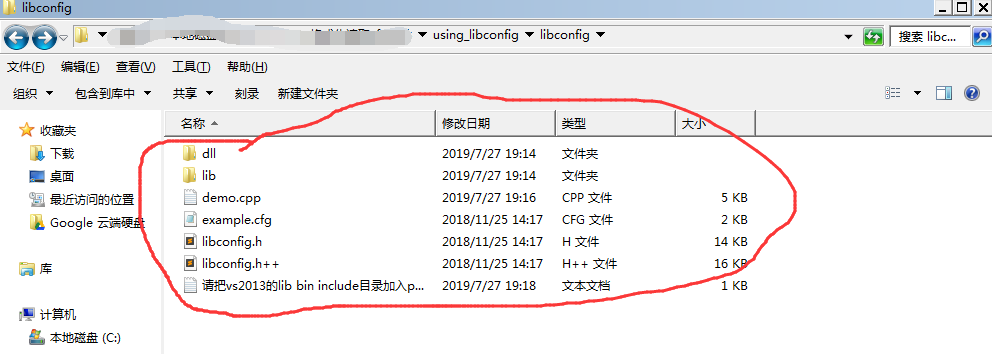 libconfig
using_libconfig libconfig 搜索 libc...
文件(F) 编辑(E) 查看(V) 工具(T) 帮助(H)
组织 包含到库中 共享 刻录 新建文件夹
名称 修改日期 类型 大小
收藏夹
下载
桌面
最近访问的位置
Google 云端硬盘
库
计算机
本地磁盘 (C:)
dll 2019/7/27 19:14 文件夹
lib 2019/7/27 19:14 文件夹
demo.cpp 2019/7/27 19:16 CPP 文件 5 KB
example.cfg 2018/11/25 14:17 CFG 文件 2 KB
libconfig.h 2018/11/25 14:17 H 文件 14 KB
libconfig.h++ 2018/11/25 14:17 H++ 文件 16 KB
请把vs2013的lib bin include目录加入p... 2019/7/27 19:18 文本文档 1 KB